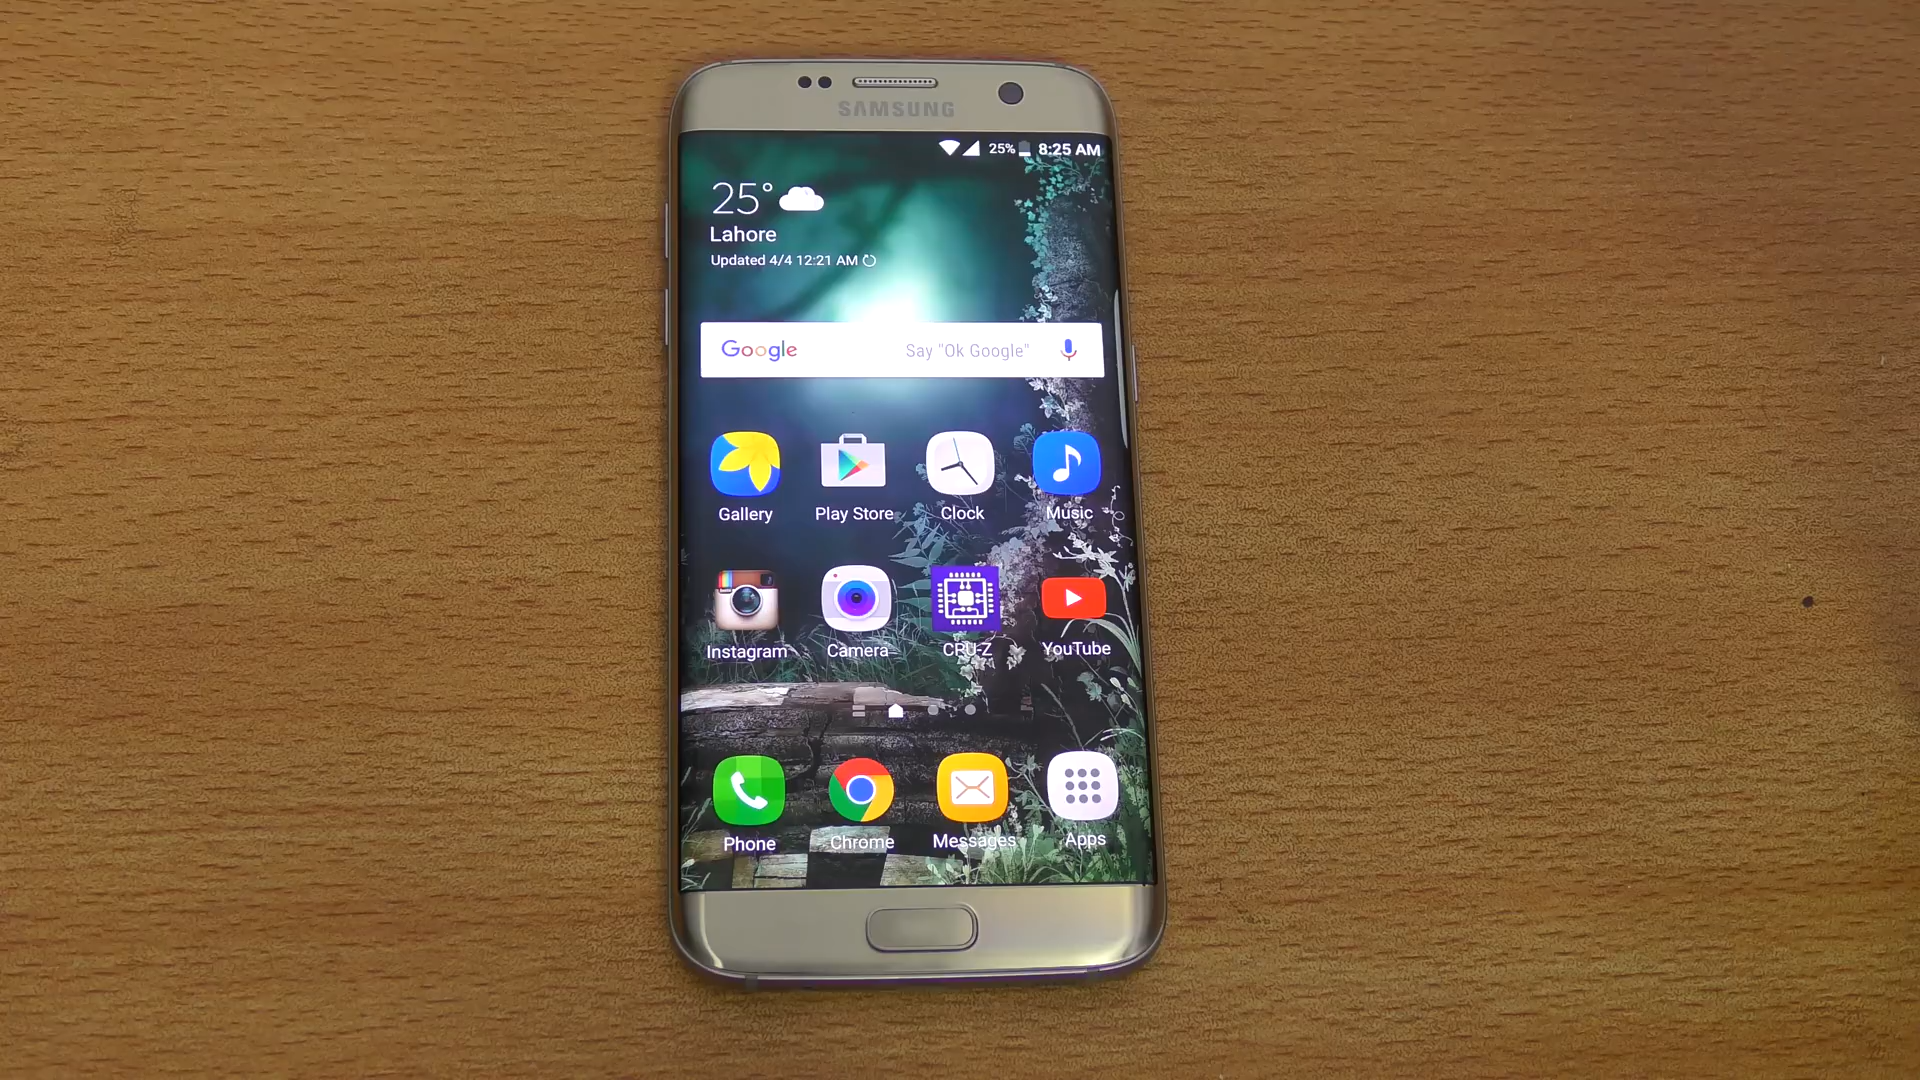 SAMSUNG
25% 8:25 AM
25°
Lahore
Updated 4/4 12:21 AM
Google Say "Ok Google"
Gallery Play Store Clock Music
Instagram Camera CPU-Z YouTube
Phone Chrome Messages Apps